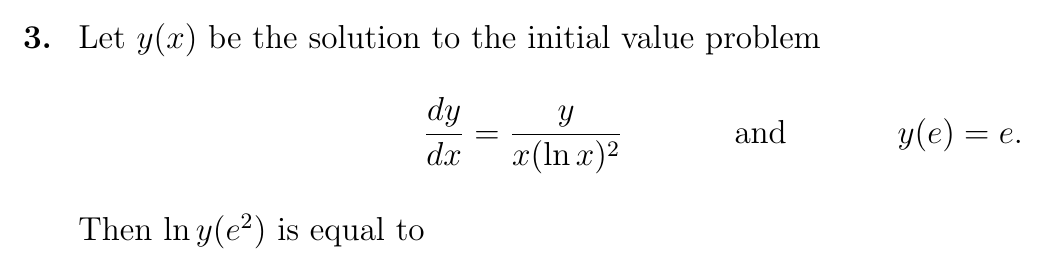 3. Let y(x) be the solution to the initial value problem
dy/dx = y/(x(ln x)²) and y(e) = e.
Then ln y(e²) is equal to